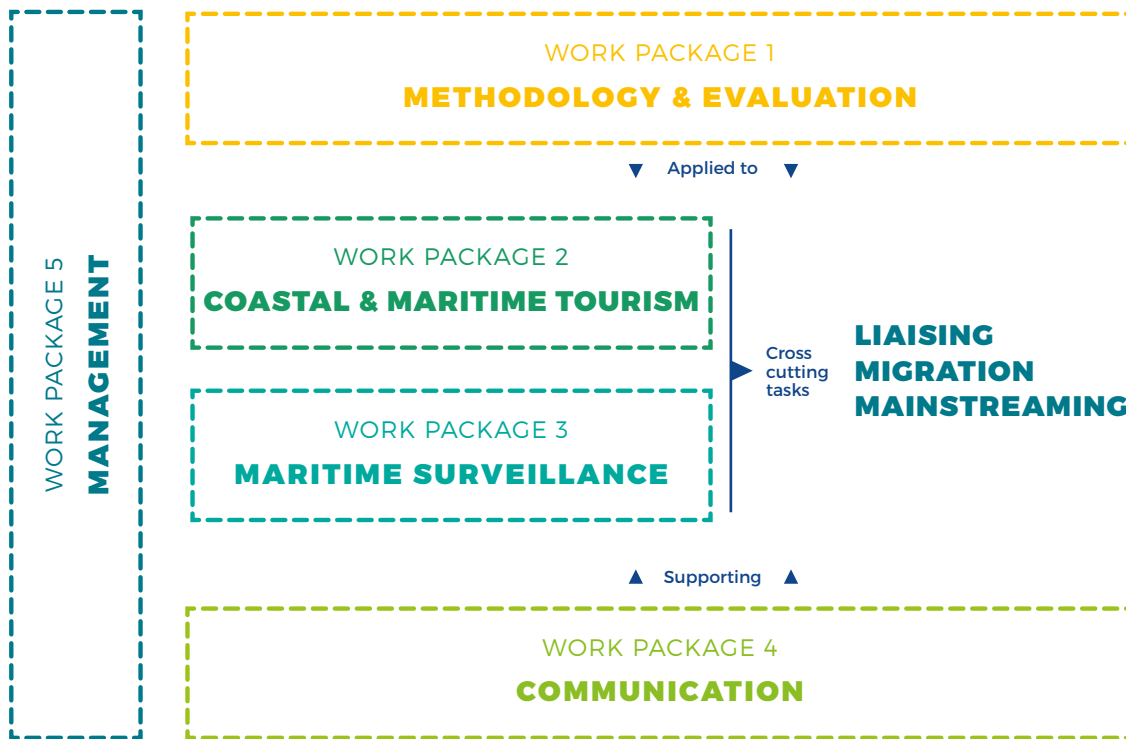 WORK PACKAGE 5
MANAGEMENT
WORK PACKAGE 1
METHODOLOGY & EVALUATION
▼ Applied to ▼
WORK PACKAGE 2
COASTAL & MARITIME TOURISM
WORK PACKAGE 3
MARITIME SURVEILLANCE
Cross
cutting
tasks
LIAISING
MIGRATION
MAINSTREAMING
▲ Supporting ▲
WORK PACKAGE 4
COMMUNICATION